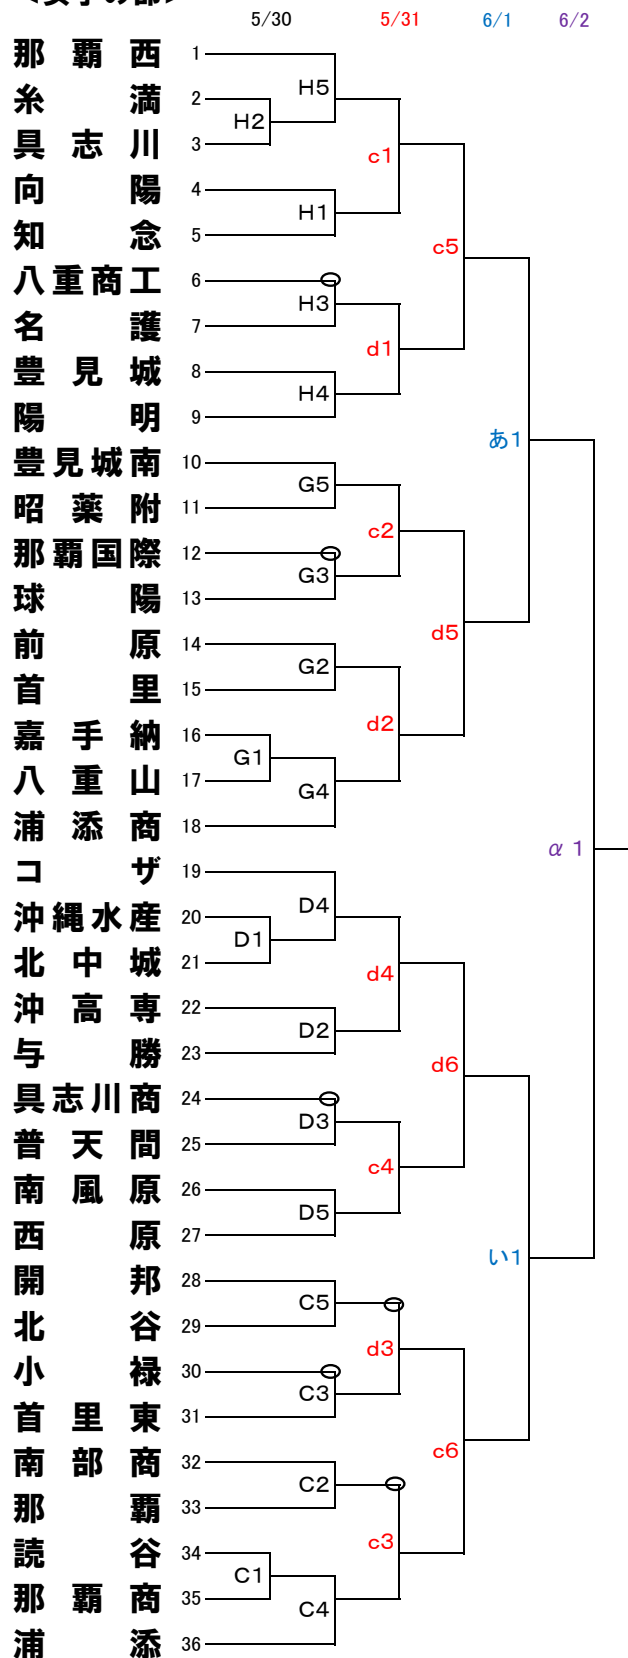 5/30 5/31 6/1 6/2
那覇西 1
H5
糸満 2
H2
具志川 3
c1
向陽 4
H1
知念 5
c5
八重商工 6
H3
名護 7
d1
豊見城 8
H4
陽明 9
あ1
豊見城南 10
G5
昭薬附 11
c2
那覇国際 12
G3
球陽 13
d5
前原 14
G2
首里 15
d2
嘉手納 16
G1
八重山 17
G4
浦添商 18
α 1
コザ 19
D4
沖縄水産 20
D1
北中城 21
d4
沖高専 22
D2
与勝 23
d6
具志川商 24
D3
普天間 25
c4
南風原 26
D5
西原 27
い1
開邦 28
C5
北谷 29
d3
小禄 30
C3
首里東 31
c6
南部商 32
C2
那覇 33
c3
読谷 34
C1
那覇商 35
C4
浦添 36